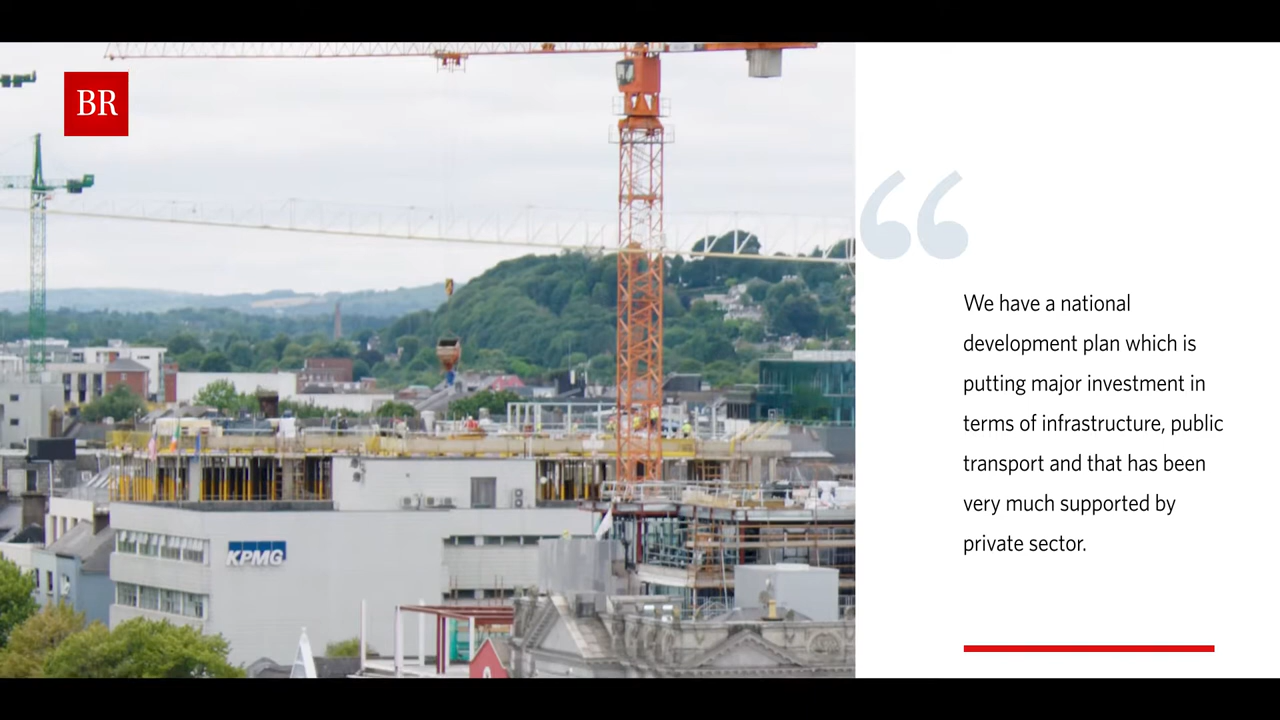 BR
We have a national
development plan which is
putting major investment in
terms of infrastructure, public
transport and that has been
very much supported by
private sector.
KPMG